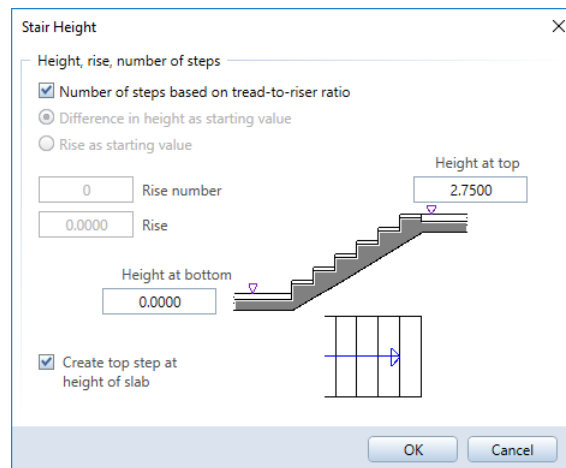 Stair Height
Height, rise, number of steps
Number of steps based on tread-to-riser ratio
Difference in height as starting value
Rise as starting value
Height at top
2.7500
0 Rise number
0.0000 Rise
Height at bottom
0.0000
Create top step at
height of slab
OK Cancel